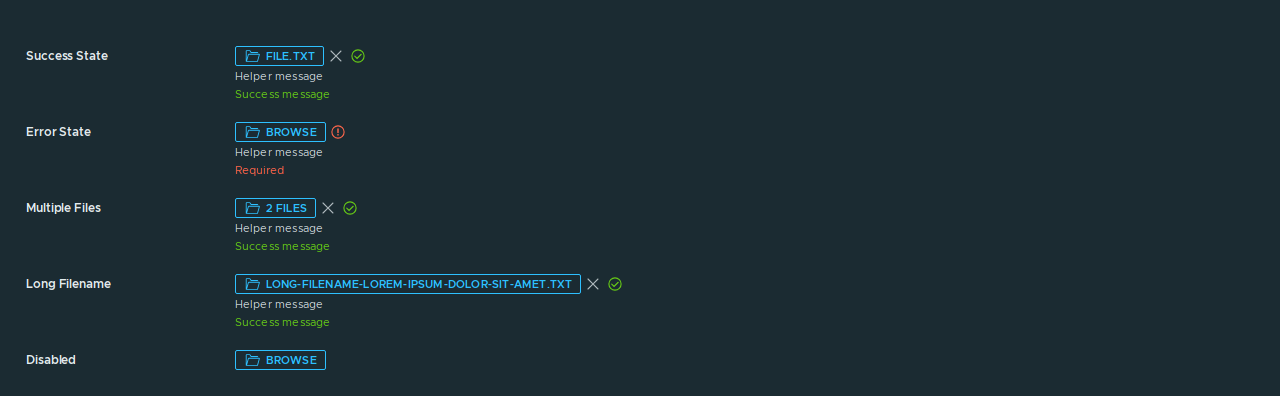 Success State
FILE.TXT
Helper message
Success message
Error State
BROWSE
Helper message
Required
Multiple Files
2 FILES
Helper message
Success message
Long Filename
LONG-FILENAME-LOREM-IPSUM-DOLOR-SIT-AMET.TXT
Helper message
Success message
Disabled
BROWSE